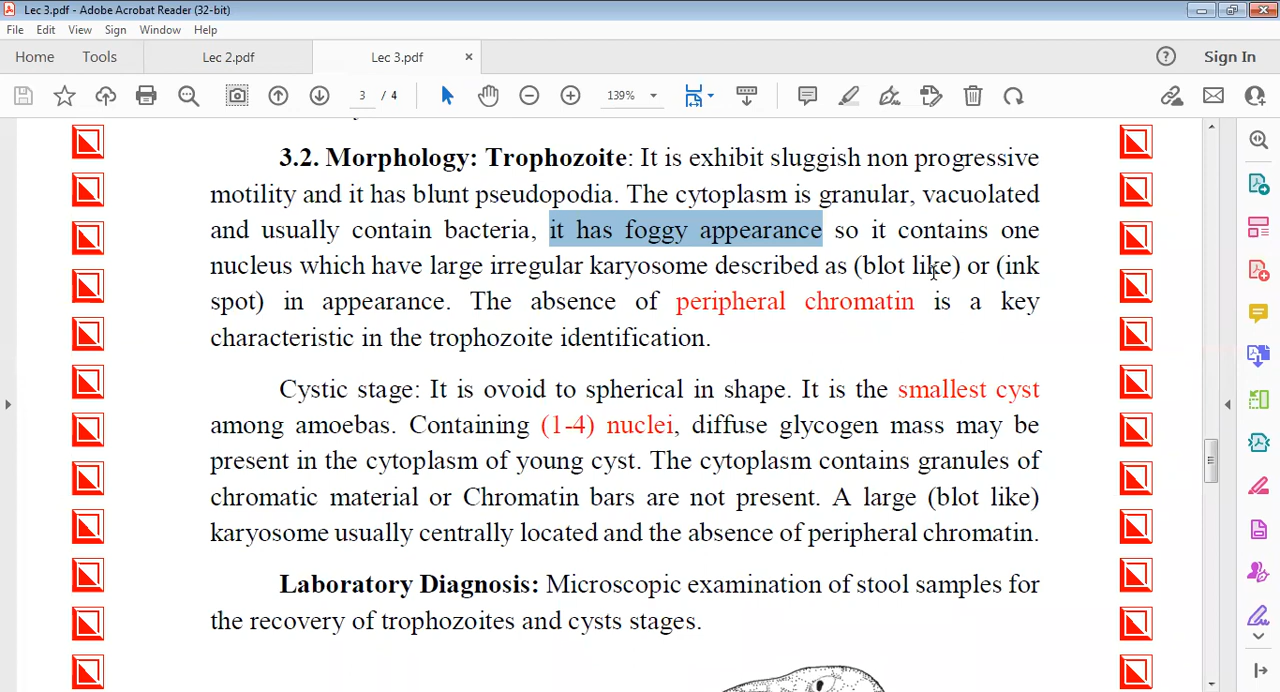 Lec 3.pdf - Adobe Acrobat Reader (32-bit)
File Edit View Sign Window Help
Home Tools Lec 2.pdf Lec 3.pdf × ? Sign In
3 / 4 139%
3.2. Morphology: Trophozoite: It is exhibit sluggish non progressive
motility and it has blunt pseudopodia. The cytoplasm is granular, vacuolated
and usually contain bacteria, it has foggy appearance so it contains one
nucleus which have large irregular karyosome described as (blot like) or (ink
spot) in appearance. The absence of peripheral chromatin is a key
characteristic in the trophozoite identification.
Cystic stage: It is ovoid to spherical in shape. It is the smallest cyst
among amoebas. Containing (1-4) nuclei, diffuse glycogen mass may be
present in the cytoplasm of young cyst. The cytoplasm contains granules of
chromatic material or Chromatin bars are not present. A large (blot like)
karyosome usually centrally located and the absence of peripheral chromatin.
Laboratory Diagnosis: Microscopic examination of stool samples for
the recovery of trophozoites and cysts stages.